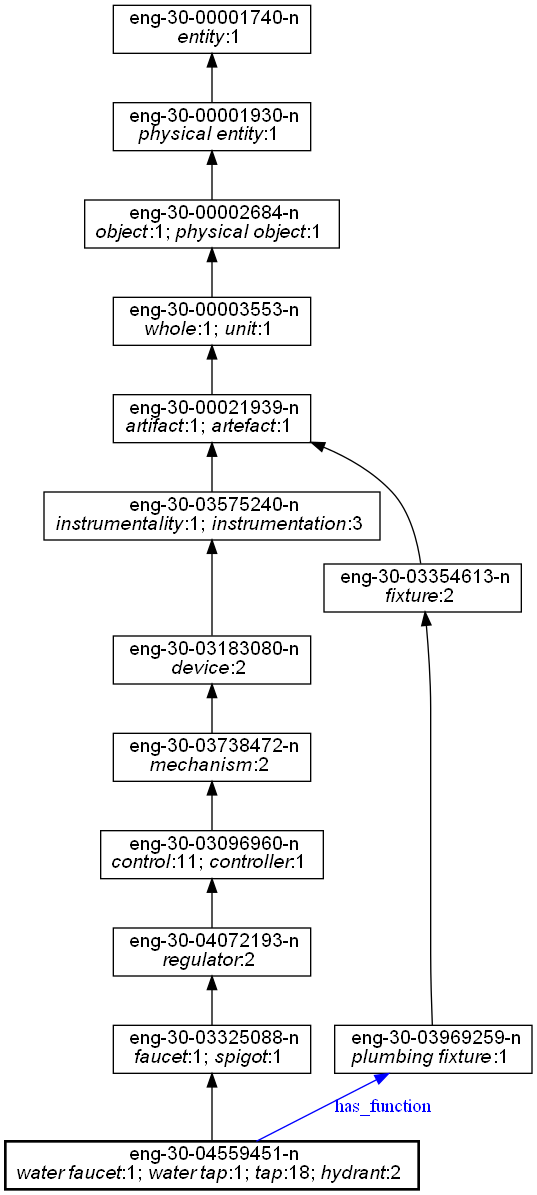 eng-30-00001740-n
entity:1
eng-30-00001930-n
physical entity:1
eng-30-00002684-n
object:1; physical object:1
eng-30-00003553-n
whole:1; unit:1
eng-30-00021939-n
artifact:1; artefact:1
eng-30-03575240-n
instrumentality:1; instrumentation:3
eng-30-03354613-n
fixture:2
eng-30-03183080-n
device:2
eng-30-03738472-n
mechanism:2
eng-30-03096960-n
control:11; controller:1
eng-30-04072193-n
regulator:2
eng-30-03325088-n
faucet:1; spigot:1
eng-30-03969259-n
plumbing fixture:1
has_function
eng-30-04559451-n
water faucet:1; water tap:1; tap:18; hydrant:2